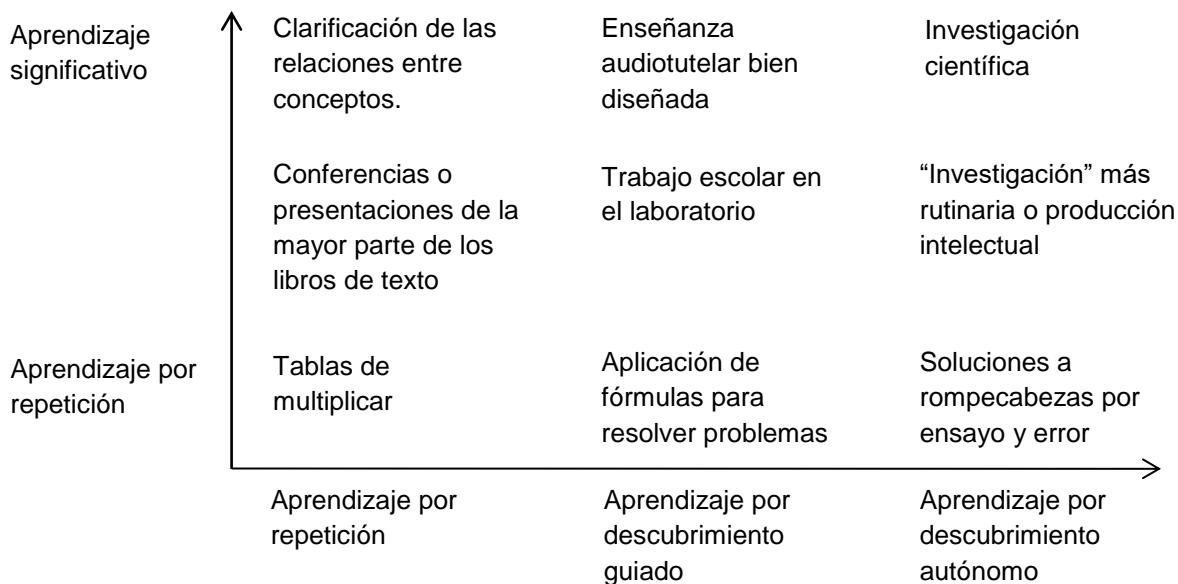 Aprendizaje
significativo
Clarificación de las
relaciones entre
conceptos.
Enseñanza
audiotutelar bien
diseñada
Investigación
científica
Conferencias o
presentaciones de la
mayor parte de los
libros de texto
Trabajo escolar en
el laboratorio
“Investigación” más
rutinaria o producción
intelectual
Aprendizaje por
repetición
Tablas de
multiplicar
Aplicación de
fórmulas para
resolver problemas
Soluciones a
rompecabezas por
ensayo y error
Aprendizaje por
repetición
Aprendizaje por
descubrimiento
guiado
Aprendizaje por
descubrimiento
autónomo